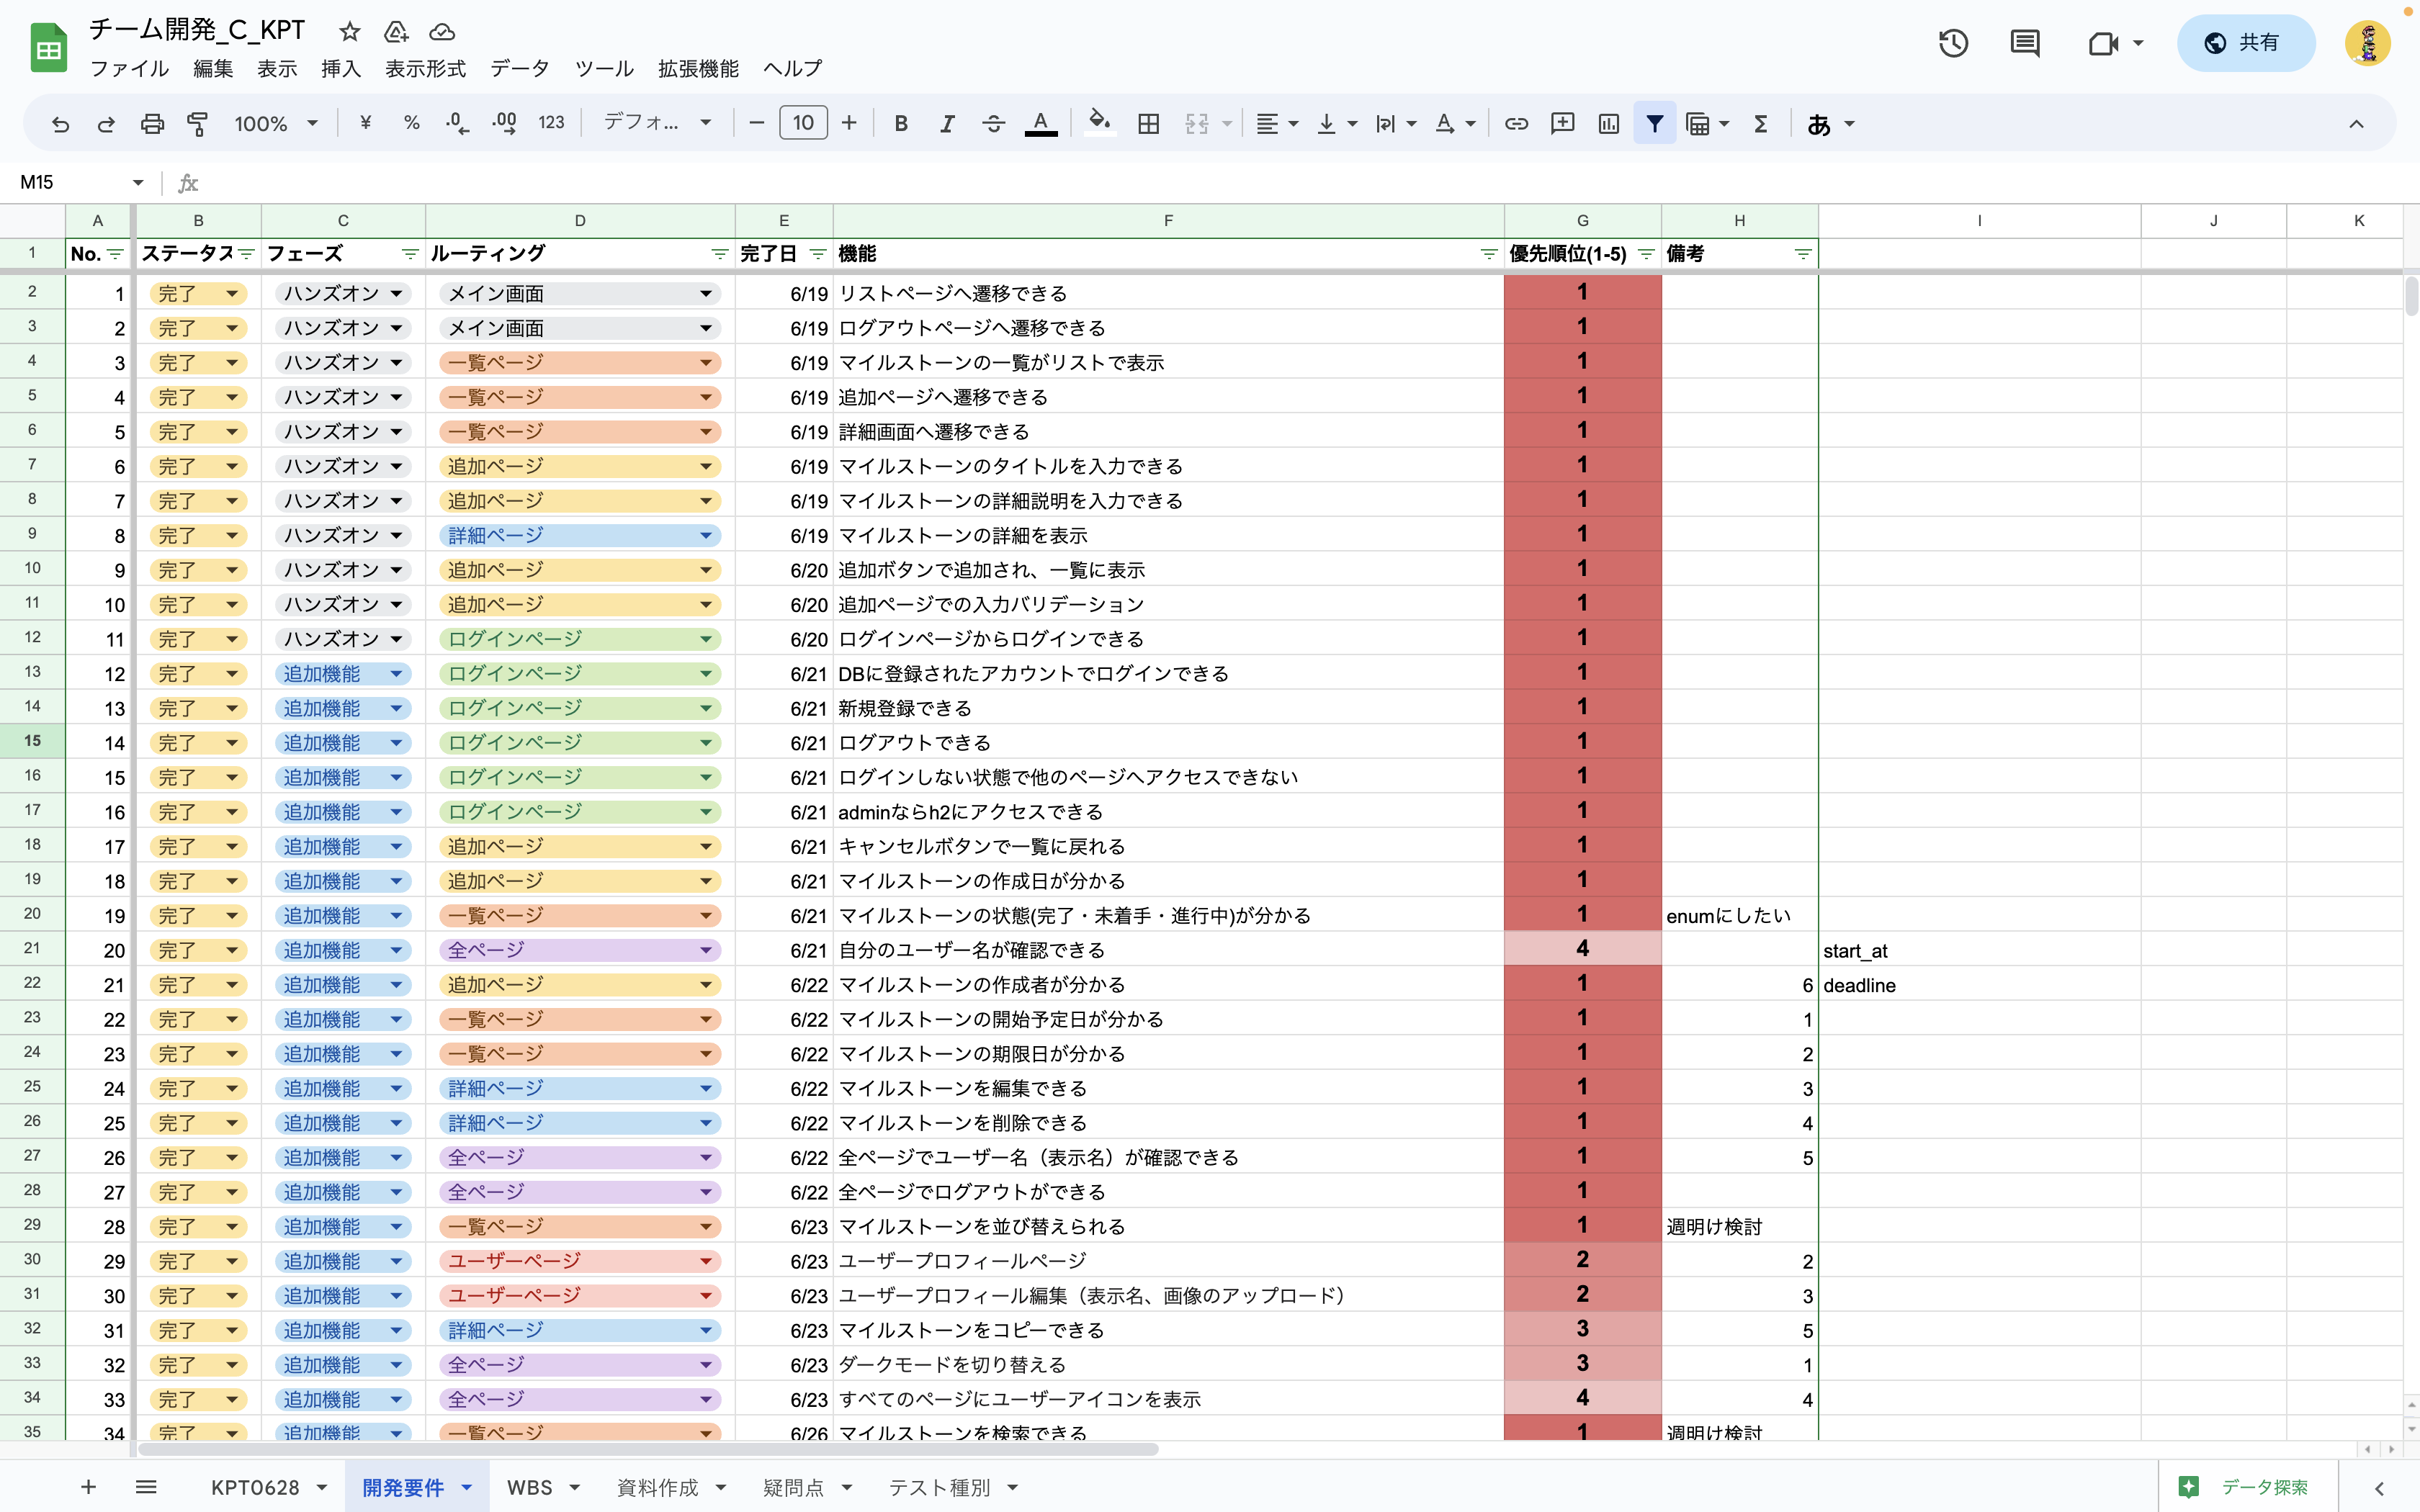 チーム開発_C_KPT
ファイル 編集 表示 挿入 表示形式 データ ツール 拡張機能 ヘルプ
共有
100% ¥ % .0 .00 123 デフォ... 10 B I A あ
M15
A B C D E F G H I J K
1 No. ステータス フェーズ ルーティング 完了日 機能 優先順位(1-5) 備考
2 1 完了 ハンズオン メイン画面 6/19 リストページへ遷移できる 1
3 2 完了 ハンズオン メイン画面 6/19 ログアウトページへ遷移できる 1
4 3 完了 ハンズオン 一覧ページ 6/19 マイルストーンの一覧がリストで表示 1
5 4 完了 ハンズオン 一覧ページ 6/19 追加ページへ遷移できる 1
6 5 完了 ハンズオン 一覧ページ 6/19 詳細画面へ遷移できる 1
7 6 完了 ハンズオン 追加ページ 6/19 マイルストーンのタイトルを入力できる 1
8 7 完了 ハンズオン 追加ページ 6/19 マイルストーンの詳細説明を入力できる 1
9 8 完了 ハンズオン 詳細ページ 6/19 マイルストーンの詳細を表示 1
10 9 完了 ハンズオン 追加ページ 6/20 追加ボタンで追加され、一覧に表示 1
11 10 完了 ハンズオン 追加ページ 6/20 追加ページでの入力バリデーション 1
12 11 完了 ハンズオン ログインページ 6/20 ログインページからログインできる 1
13 12 完了 追加機能 ログインページ 6/21 DBに登録されたアカウントでログインできる 1
14 13 完了 追加機能 ログインページ 6/21 新規登録できる 1
15 14 完了 追加機能 ログインページ 6/21 ログアウトできる 1
16 15 完了 追加機能 ログインページ 6/21 ログインしない状態で他のページへアクセスできない 1
17 16 完了 追加機能 ログインページ 6/21 adminならh2にアクセスできる 1
18 17 完了 追加機能 追加ページ 6/21 キャンセルボタンで一覧に戻れる 1
19 18 完了 追加機能 追加ページ 6/21 マイルストーンの作成日が分かる 1
20 19 完了 追加機能 一覧ページ 6/21 マイルストーンの状態(完了・未着手・進行中)が分かる 1 enumにしたい
21 20 完了 追加機能 全ページ 6/21 自分のユーザー名が確認できる 4 start_at
22 21 完了 追加機能 追加ページ 6/22 マイルストーンの作成者が分かる 1 6 deadline
23 22 完了 追加機能 一覧ページ 6/22 マイルストーンの開始予定日が分かる 1 1
24 23 完了 追加機能 一覧ページ 6/22 マイルストーンの期限日が分かる 1 2
25 24 完了 追加機能 詳細ページ 6/22 マイルストーンを編集できる 1 3
26 25 完了 追加機能 詳細ページ 6/22 マイルストーンを削除できる 1 4
27 26 完了 追加機能 全ページ 6/22 全ページでユーザー名（表示名）が確認できる 1 5
28 27 完了 追加機能 全ページ 6/22 全ページでログアウトができる 1
29 28 完了 追加機能 一覧ページ 6/23 マイルストーンを並び替えられる 1 週明け検討
30 29 完了 追加機能 ユーザーページ 6/23 ユーザープロフィールページ 2 2
31 30 完了 追加機能 ユーザーページ 6/23 ユーザープロフィール編集（表示名、画像のアップロード） 2 3
32 31 完了 追加機能 詳細ページ 6/23 マイルストーンをコピーできる 3 5
33 32 完了 追加機能 全ページ 6/23 ダークモードを切り替える 3 1
34 33 完了 追加機能 全ページ 6/23 すべてのページにユーザーアイコンを表示 4 4
35 34 完了 追加機能 一覧ページ 6/26 マイルストーンを検索できる 1 週明け検討
KPT0628 開発要件 WBS 資料作成 疑問点 テスト種別 データ探索